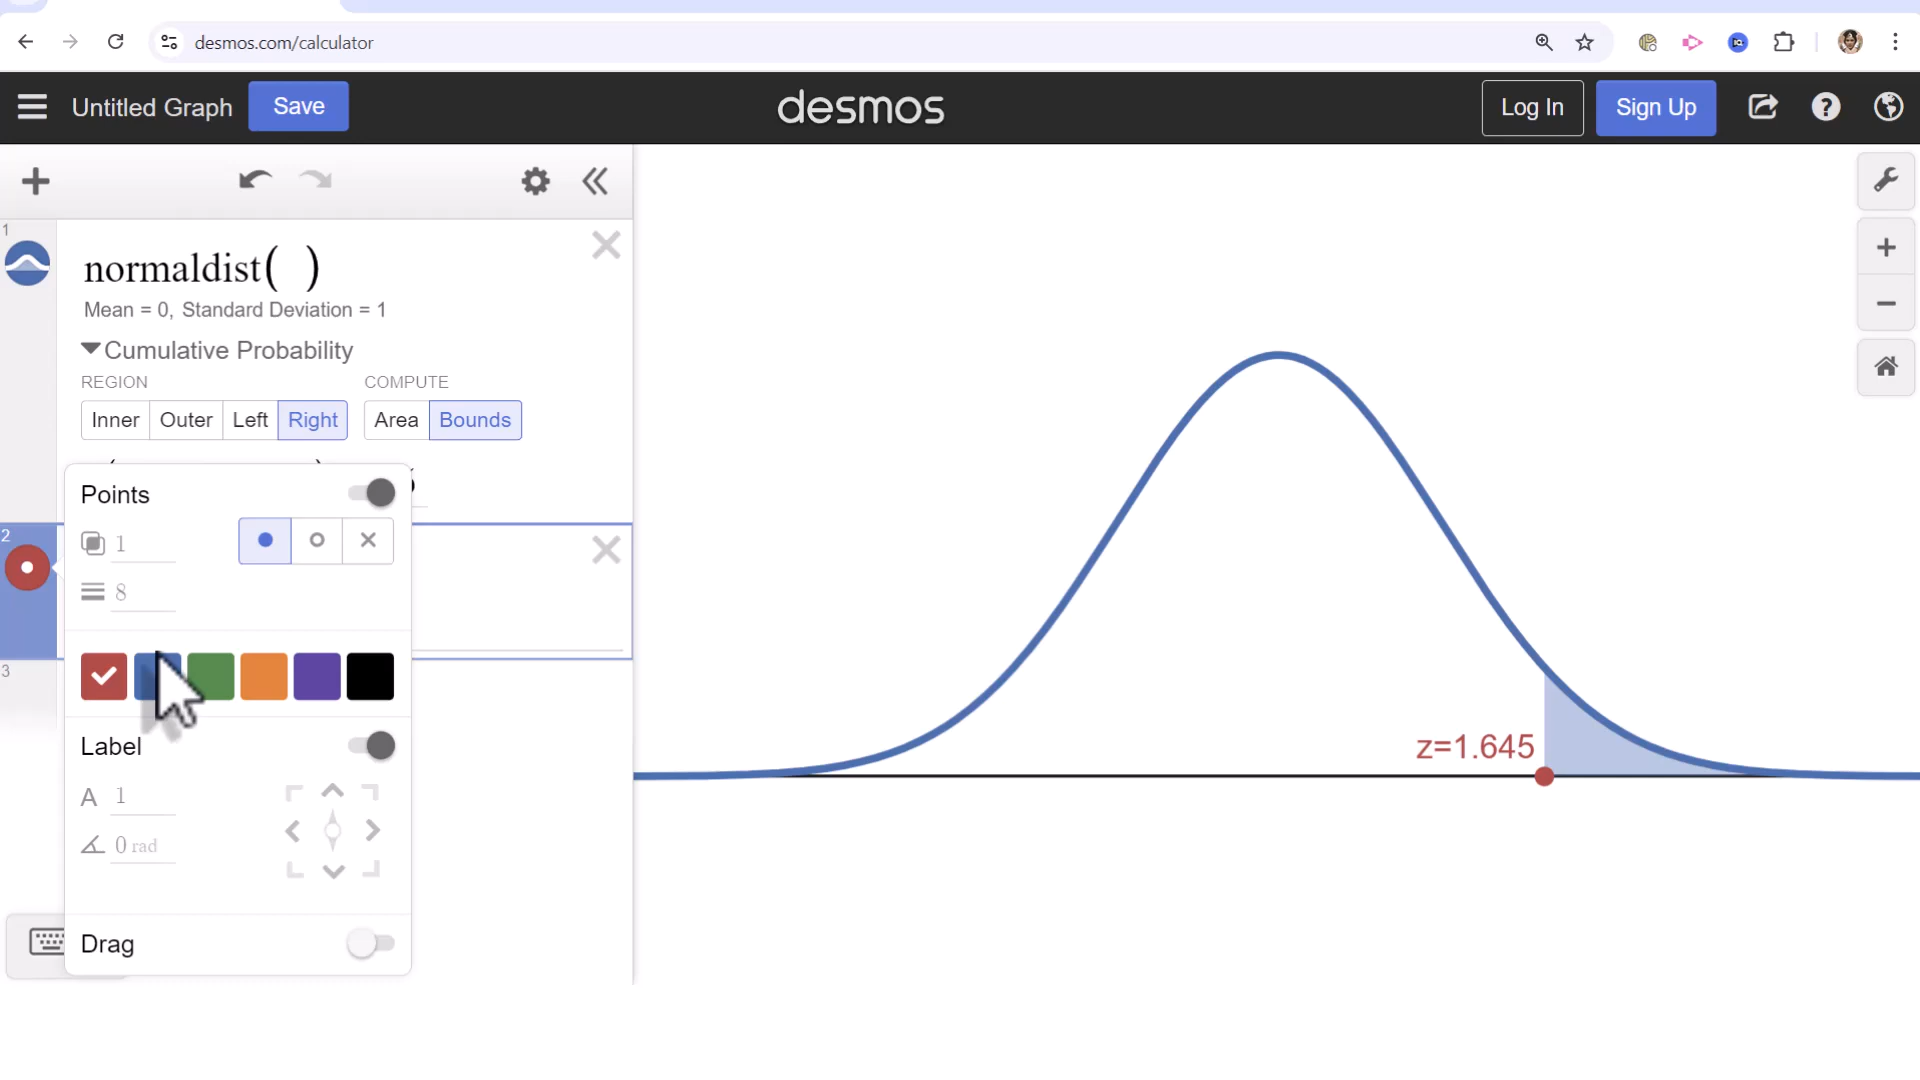 desmos.com/calculator
Untitled Graph
Save
desmos
Log In
Sign Up
1
normaldist( )
Mean = 0, Standard Deviation = 1
Cumulative Probability
REGION
COMPUTE
Inner
Outer
Left
Right
Area
Bounds
Points
2
1
8
3
Label
A 1
0 rad
Drag
z=1.645